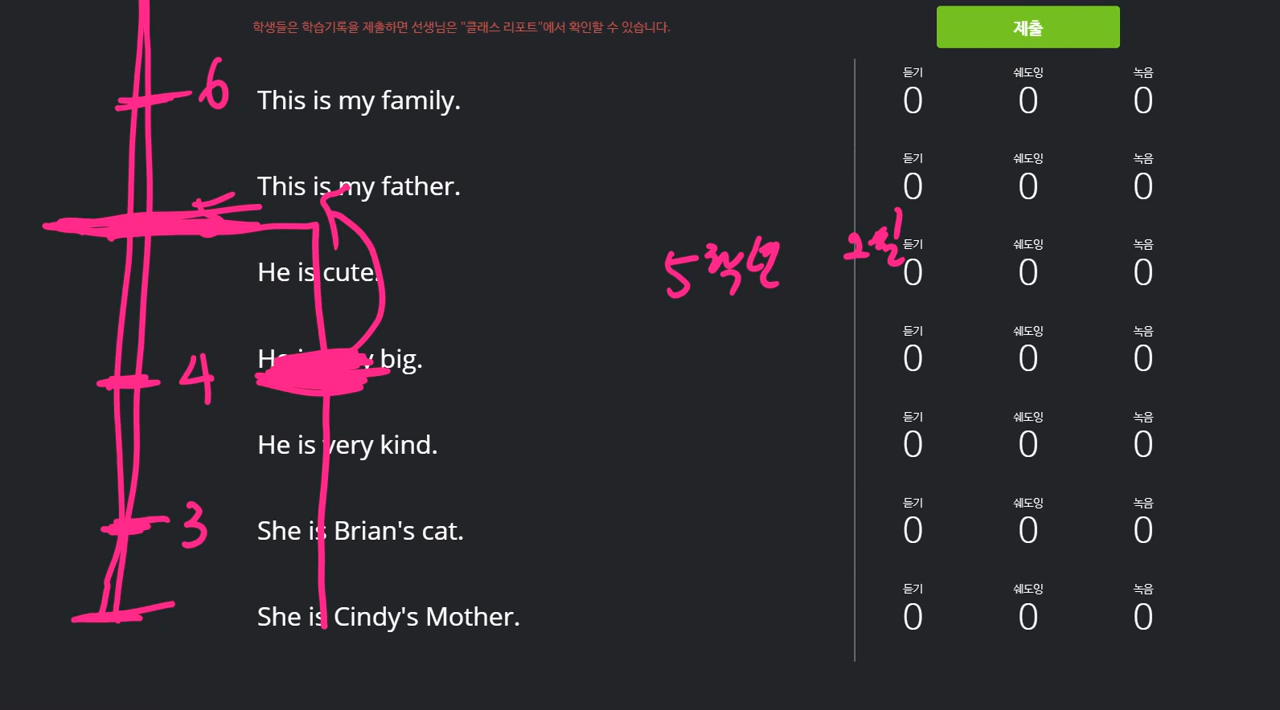 학생들은 학습기록을 제출하면 선생님은 "클래스 리포트"에서 확인할 수 있습니다.
제출
6
This is my family.
듣기 쉐도잉 녹음
0 0 0
This is my father.
듣기 쉐도잉 녹음
0 0 0
He is cute.
5학년
2학
듣기 쉐도잉 녹음
0 0 0
4
He is big.
듣기 쉐도잉 녹음
0 0 0
He is very kind.
듣기 쉐도잉 녹음
0 0 0
3
She is Brian's cat.
듣기 쉐도잉 녹음
0 0 0
She is Cindy's Mother.
듣기 쉐도잉 녹음
0 0 0